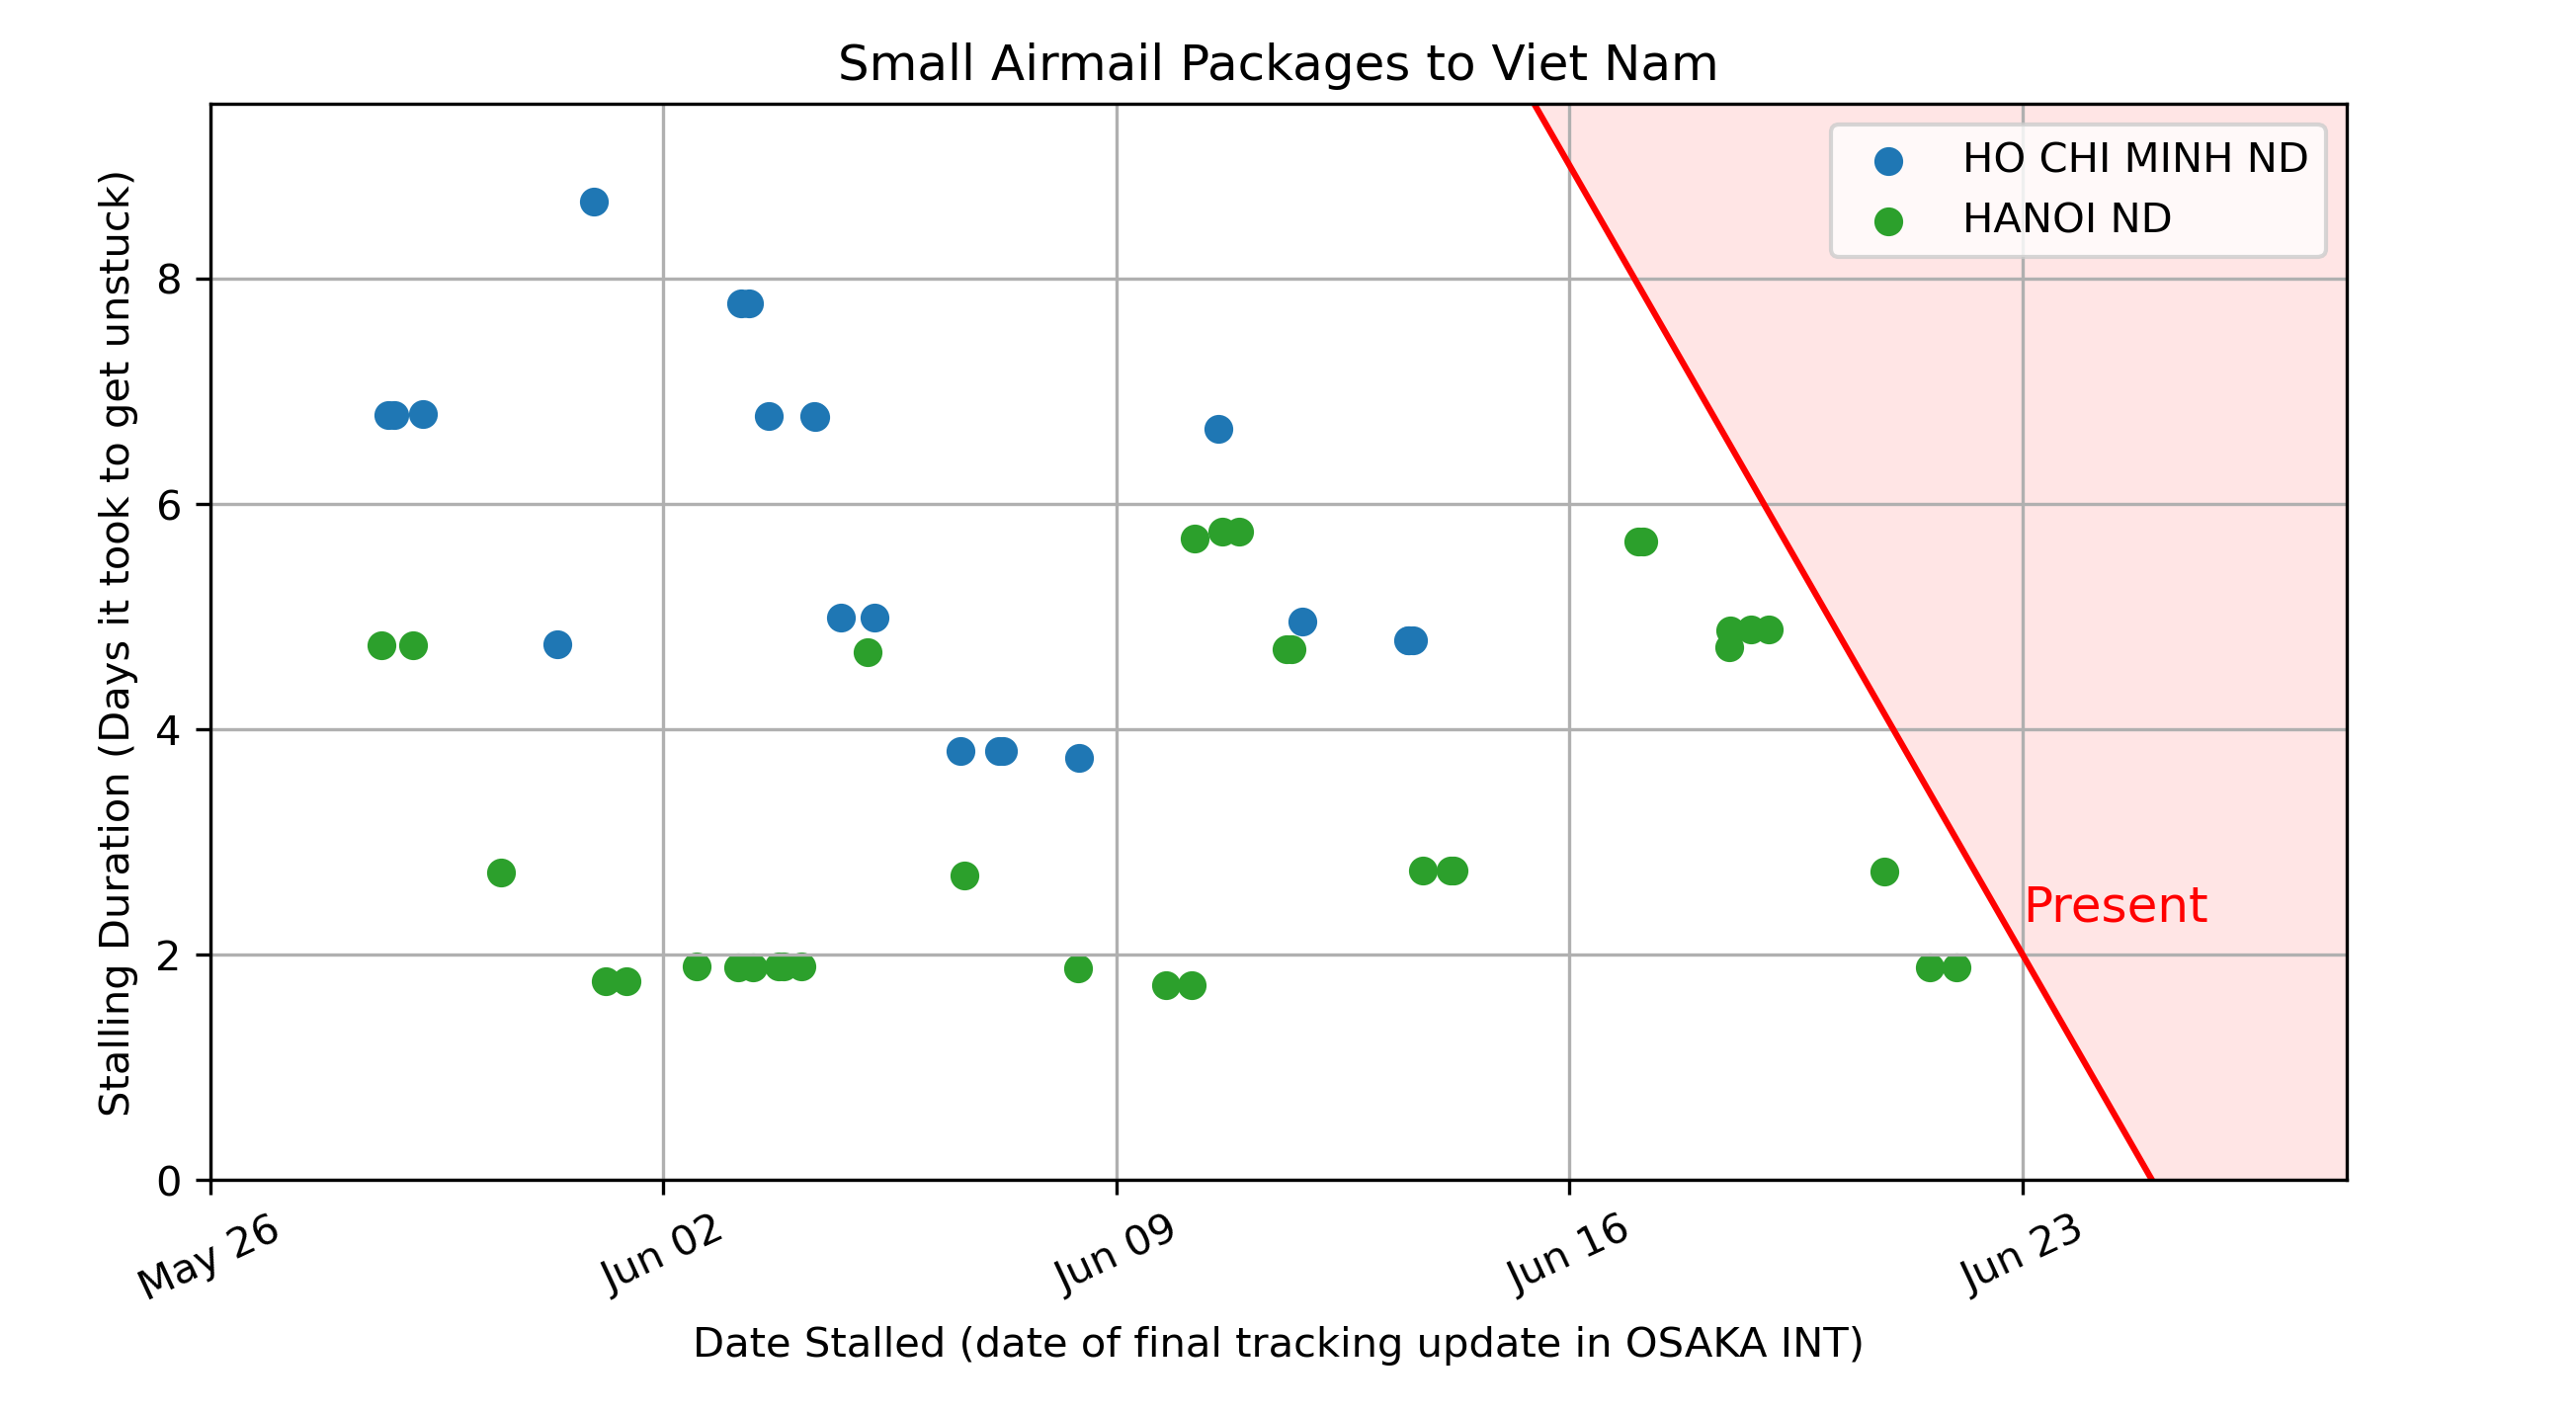 Small Airmail Packages to Viet Nam
HO CHI MINH ND
HANOI ND
Stalling Duration (Days it took to get unstuck)
8
6
4
2
0
Present
May 26
Jun 02
Jun 09
Jun 16
Jun 23
Date Stalled (date of final tracking update in OSAKA INT)